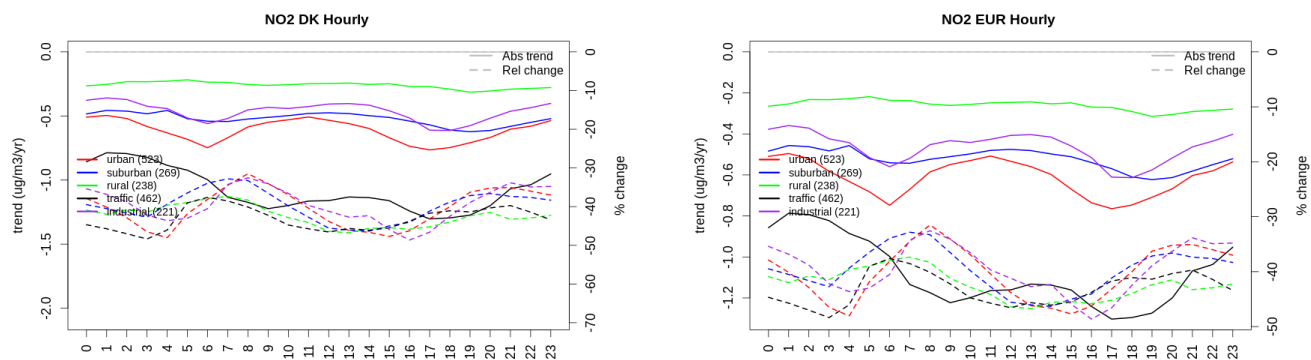 NO2 DK Hourly
trend (ug/m3/yr)
0.0
-0.5
-1.0
-1.5
-2.0
Abs trend
Rel change
urban (523)
suburban (269)
rural (238)
traffic (462)
industrial (221)
0
-10
-20
-30
-40
-50
-60
-70
% change
0 1 2 3 4 5 6 7 8 9 10 11 12 13 14 15 16 17 18 19 20 21 22 23
NO2 EUR Hourly
trend (ug/m3/yr)
0.0
-0.2
-0.4
-0.6
-0.8
-1.0
-1.2
Abs trend
Rel change
urban (523)
suburban (269)
rural (238)
traffic (462)
industrial (221)
0
-10
-20
-30
-40
-50
% change
0 1 2 3 4 5 6 7 8 9 10 11 12 13 14 15 16 17 18 19 20 21 22 23